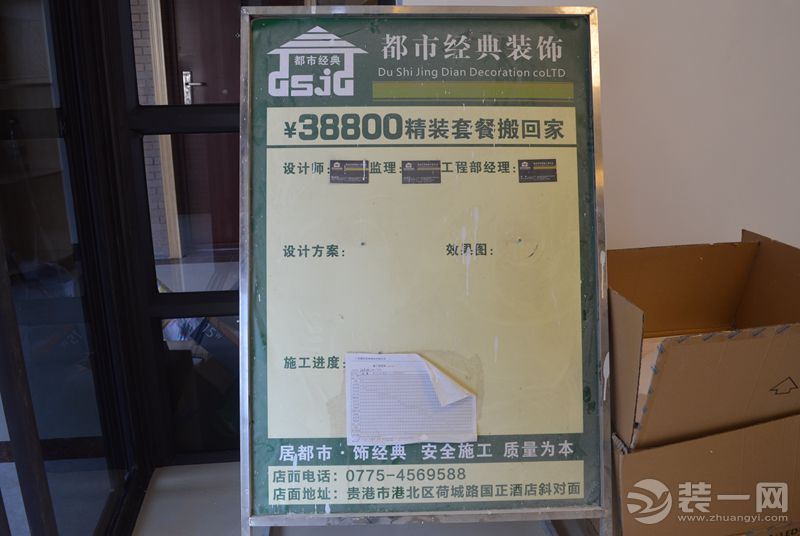 都市经典
dsjd
都市经典装饰
Du Shi Jing Dian Decoration coLTD
¥38800精装套餐搬回家
设计师: 监理: 工程部经理:
设计方案: 效果图:
施工进度:
居都市·饰经典 安全施工 质量为本
店面电话: 0775-4569588
店面地址: 贵港市港北区荷城路国正酒店斜对面
装一网
www.zhuangyi.com